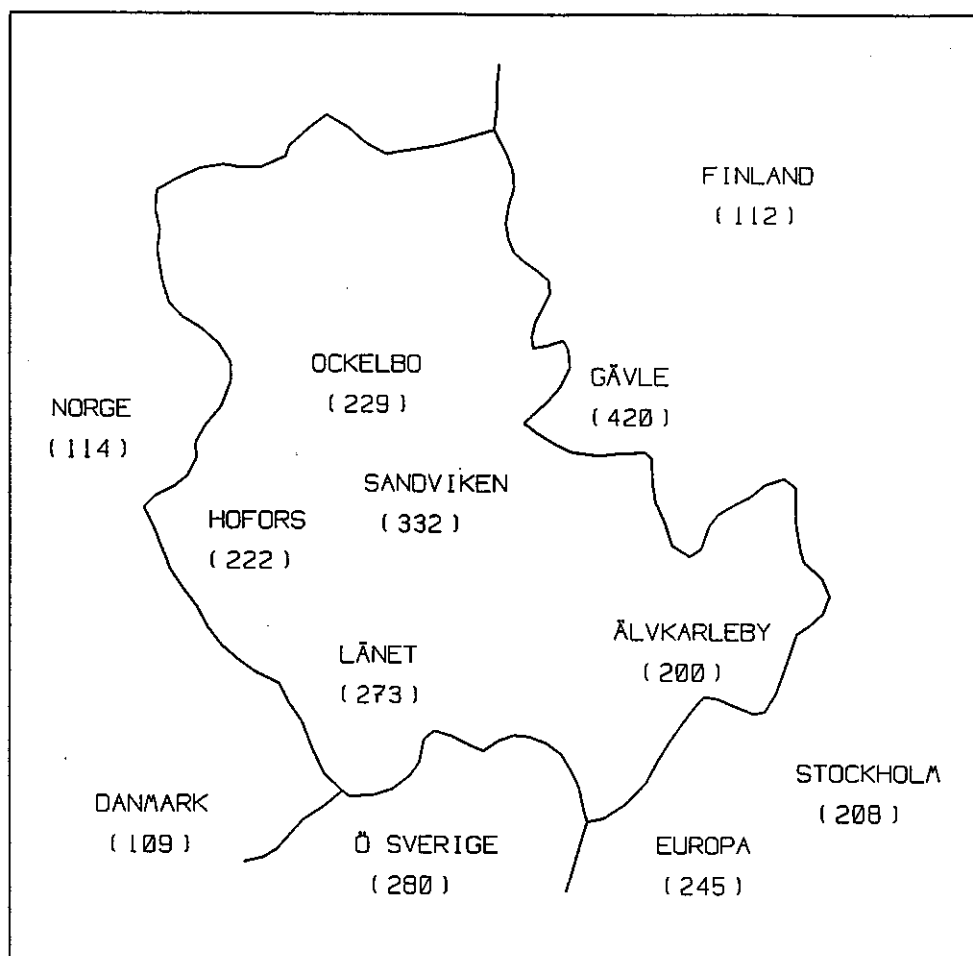 FINLAND
(112)
OCKELBO
(229)
GÄVLE
(420)
NORGE
(114)
SANDVIKEN
(332)
HOFORS
(222)
ÄLVKARLEBY
(200)
LÄNET
(273)
STOCKHOLM
(208)
DANMARK
(109)
Ö SVERIGE
(280)
EUROPA
(245)